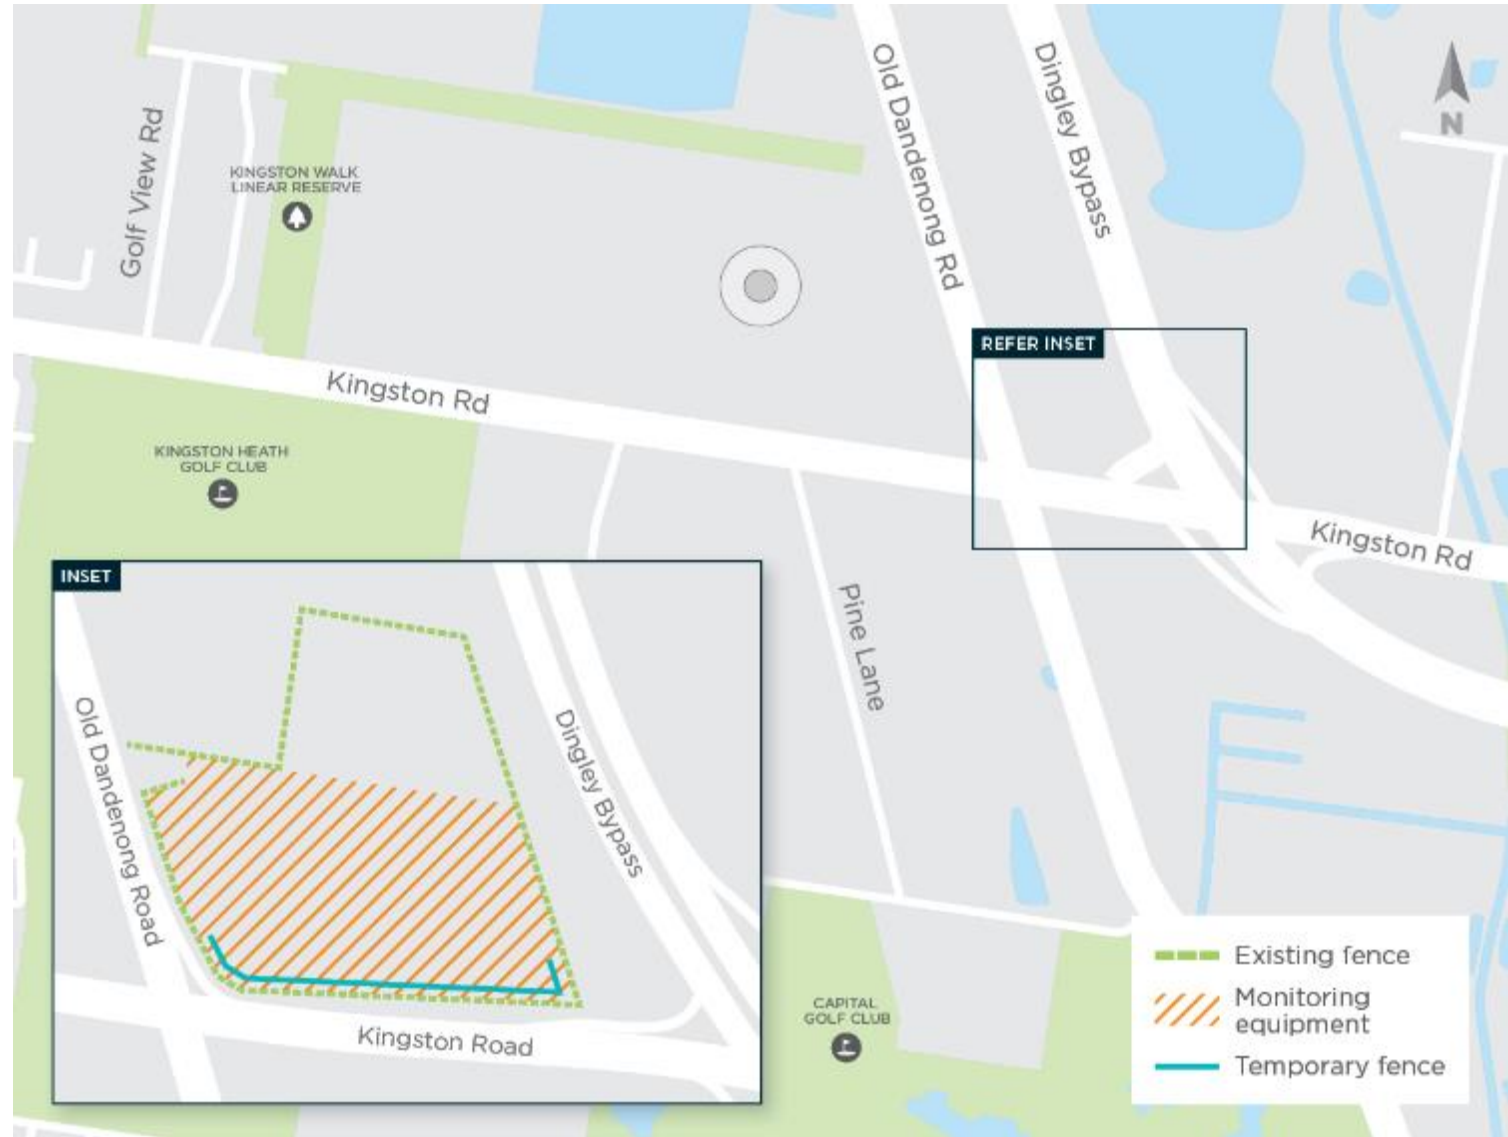 Old Dandenong Rd
Dingley Bypass
N
Golf View Rd
KINGSTON WALK
LINEAR RESERVE
REFER INSET
Kingston Rd
KINGSTON HEATH
GOLF CLUB
Kingston Rd
INSET
Pine Lane
Old Dandenong Road
Dingley Bypass
Kingston Road
CAPITAL
GOLF CLUB
Existing fence
Monitoring
equipment
Temporary fence